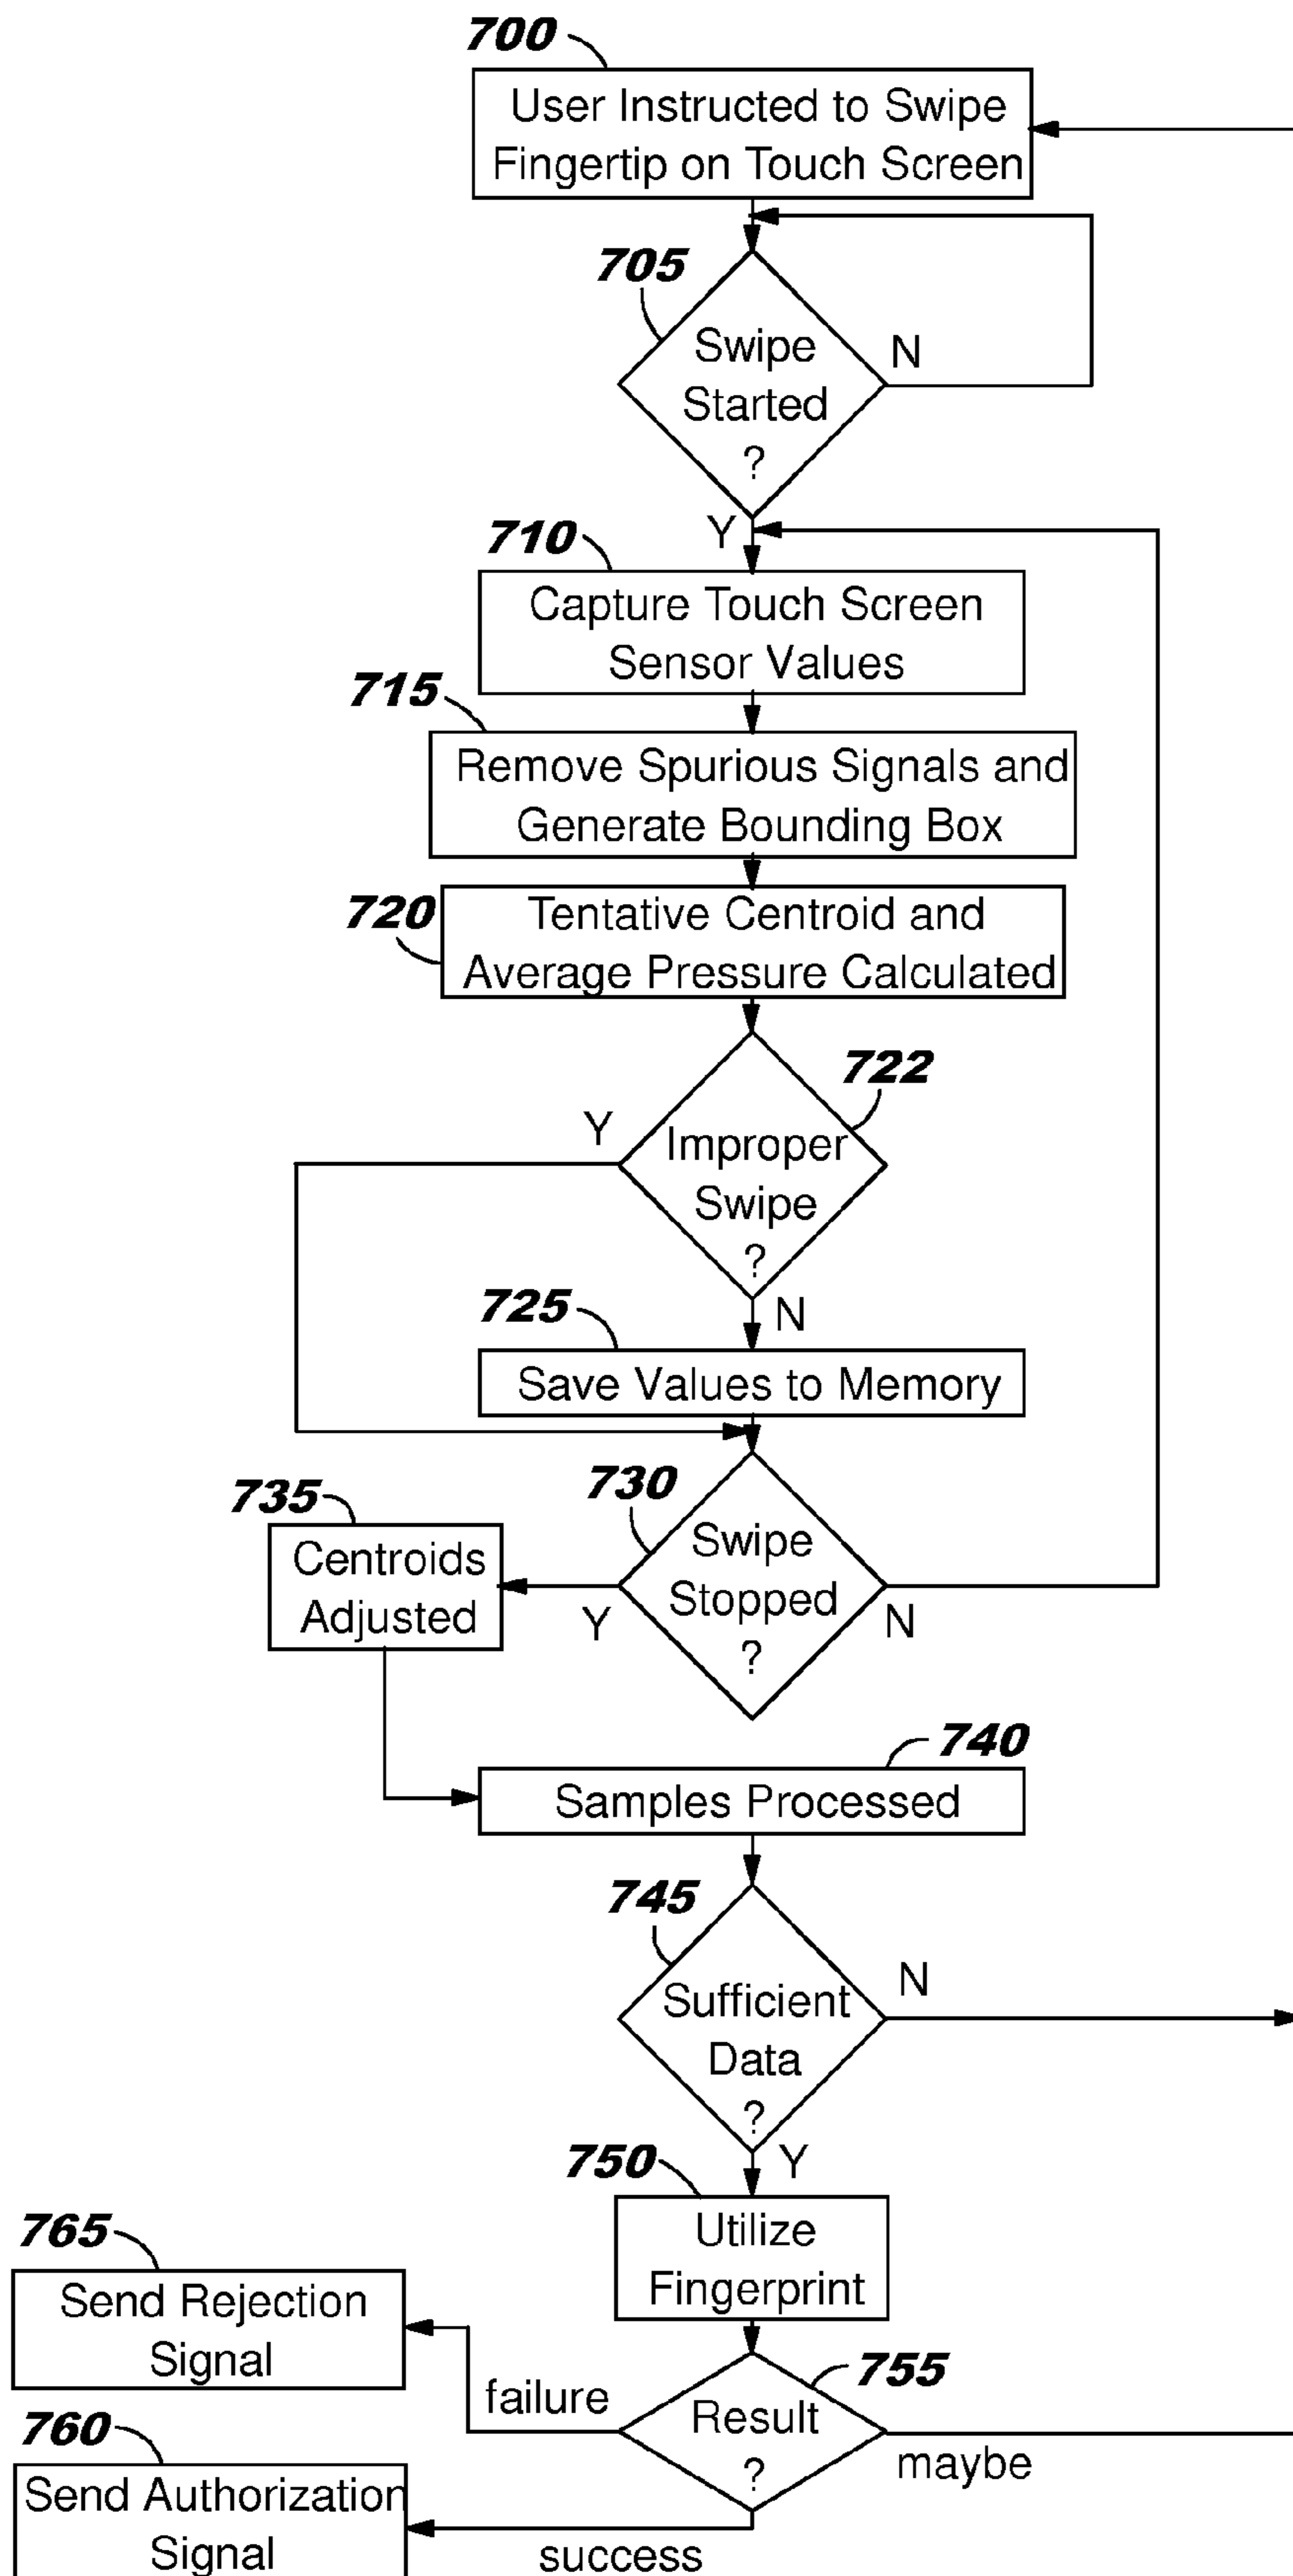 700
User Instructed to Swipe
Fingertip on Touch Screen
705
Swipe
Started
?
N
Y
710
Capture Touch Screen
Sensor Values
715
Remove Spurious Signals and
Generate Bounding Box
720
Tentative Centroid and
Average Pressure Calculated
722
Y
Improper
Swipe
?
N
725
Save Values to Memory
730
735
Swipe
Stopped
?
Centroids
Adjusted
Y
N
740
Samples Processed
745
N
Sufficient
Data
?
Y
750
Utilize
Fingerprint
765
Send Rejection
Signal
755
failure
Result
?
maybe
760
Send Authorization
Signal
success